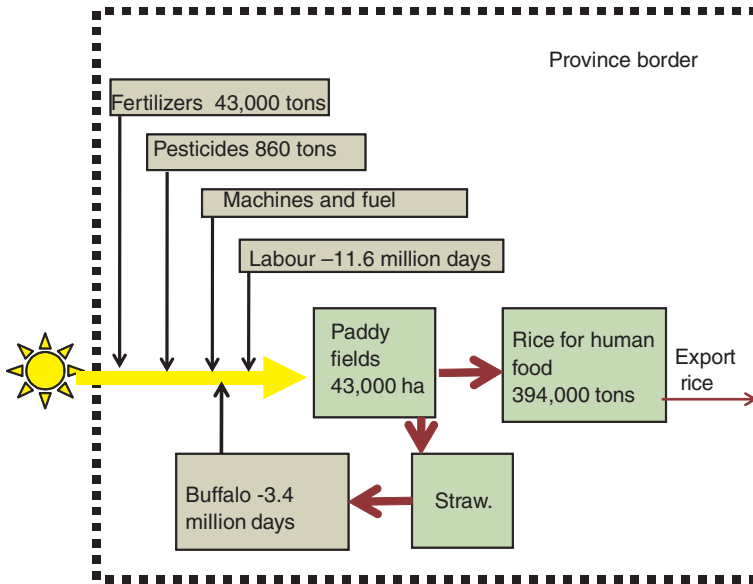 Province border
Fertilizers 43,000 tons
Pesticides 860 tons
Machines and fuel
Labour –11.6 million days
Paddy
fields
43,000 ha
Rice for human
food
394,000 tons
Export
rice
Buffalo -3.4
million days
Straw.